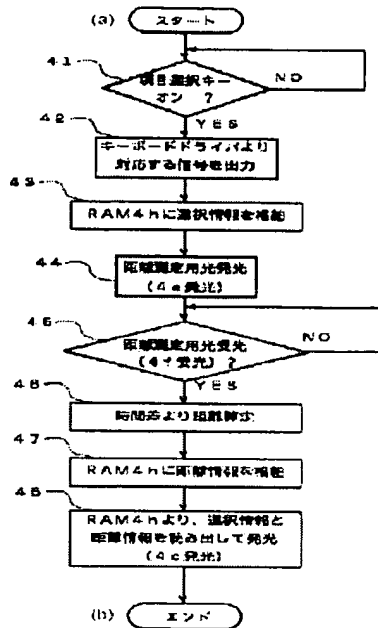 (a) スタート
41
項目選択キー
オン ?
NO
YES
42
キーボードドライバより
対応する信号を出力
43
RAM4hに選択情報を格納
44
距離測定用光発光
(4e発光)
45
距離測定用光受光
(4f受光)?
NO
YES
46
時間差より距離算定
47
RAM4hに距離情報を格納
48
RAM4hより、選択情報と
距離情報を読み出して発光
(4c発光)
(b) エンド